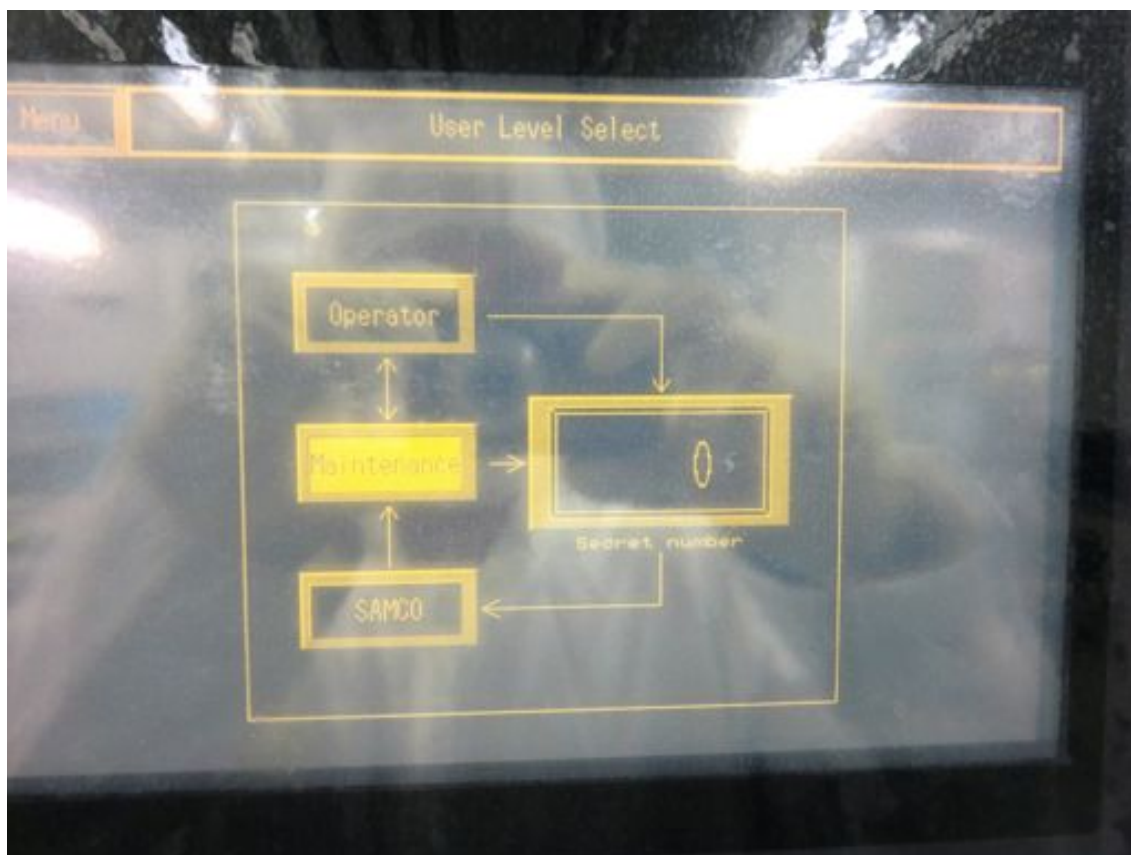 Menu
User Level Select
Operator
Maintenance
0
Secret number
SAMCO